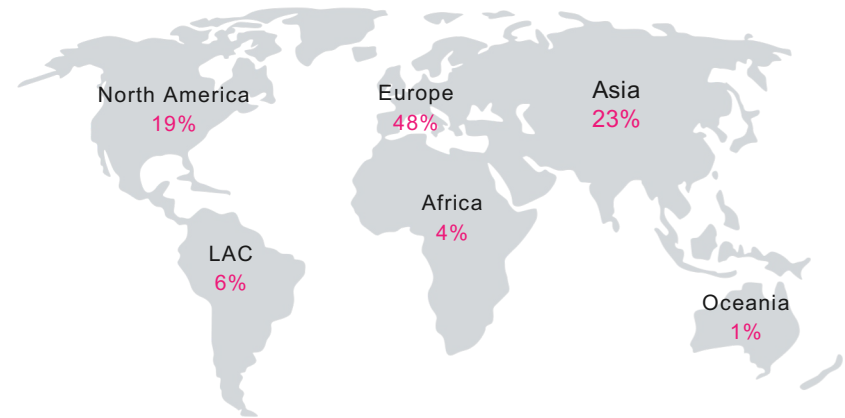 North America
19%
Europe
48%
Asia
23%
Africa
4%
LAC
6%
Oceania
1%